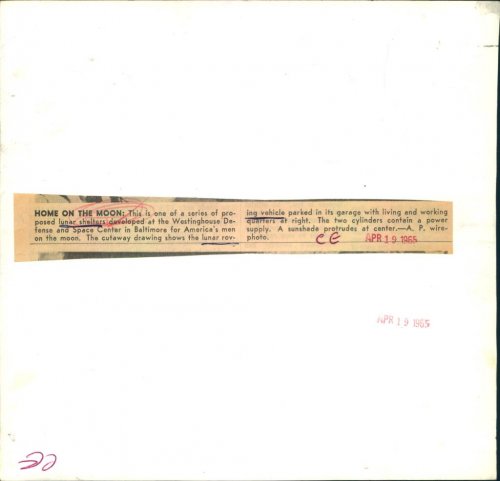 HOME ON THE MOON: This is one of a series of pro-
posed lunar shelters developed at the Westinghouse De-
fense and Space Center in Baltimore for America's men
on the moon. The cutaway drawing shows the lunar rov-
ing vehicle parked in its garage with living end working
quarters at right. The two cylinders contain a power
supply. A sunshade protrudes at center.—A. P. wire-
photo.
CE
APR 19 1965
APR 19 1965